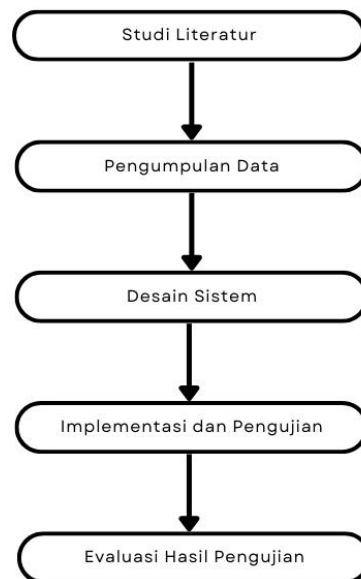 Studi Literatur
Pengumpulan Data
Desain Sistem
Implementasi dan Pengujian
Evaluasi Hasil Pengujian